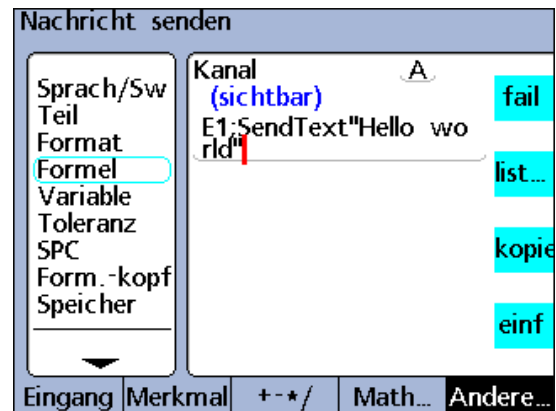 Nachricht senden
Sprach/Sw
Teil
Format
Formel
Variable
Toleranz
SPC
Form.-kopf
Speicher
Kanal A
(sichtbar)
E1;SendText"Hello wo
rld"
fail
list...
kopie
einf
Eingang Merkmal +-*/ Math... Andere...